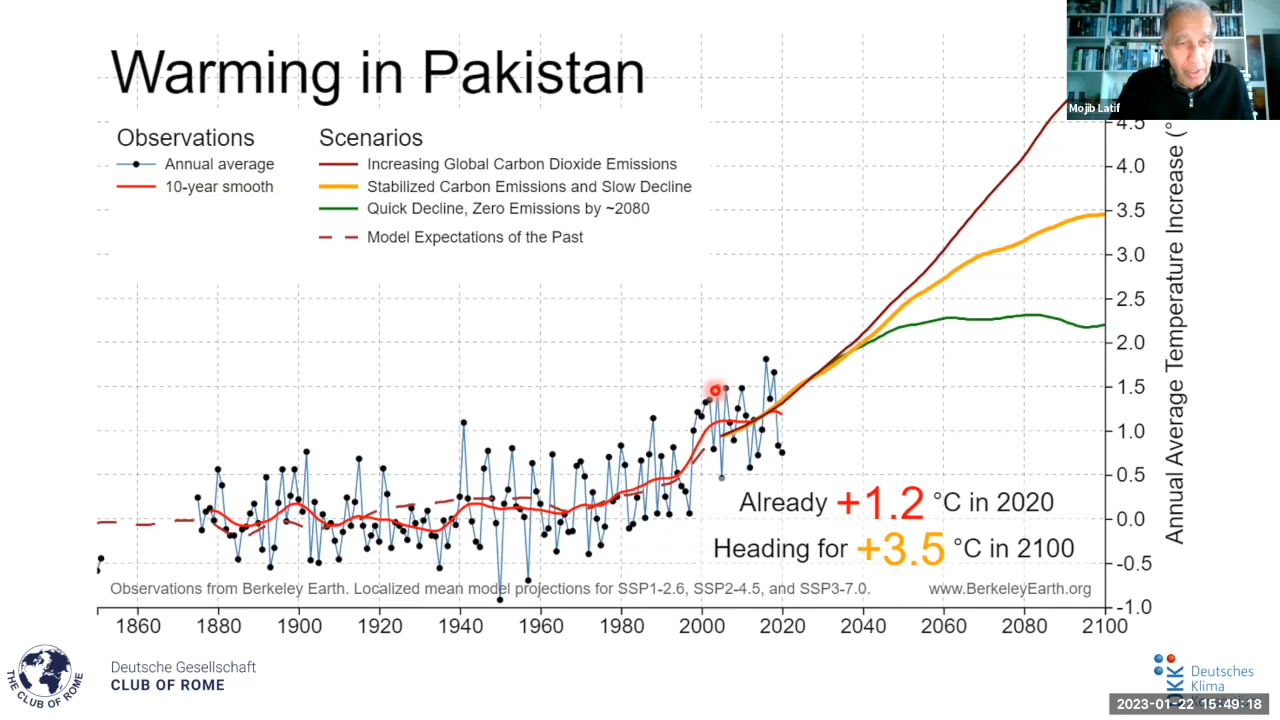 Warming in Pakistan
Observations
Annual average
10-year smooth
Scenarios
Increasing Global Carbon Dioxide Emissions
Stabilized Carbon Emissions and Slow Decline
Quick Decline, Zero Emissions by ~2080
Model Expectations of the Past
Mojib Latif
4.5
4.0
3.5
3.0
2.5
2.0
1.5
1.0
0.5
0.0
-0.5
-1.0
Annual Average Temperature Increase (°
Already +1.2 °C in 2020
Heading for +3.5 °C in 2100
Observations from Berkeley Earth. Localized mean model projections for SSP1-2.6, SSP2-4.5, and SSP3-7.0.
www.BerkeleyEarth.org
1860 1880 1900 1920 1940 1960 1980 2000 2020 2040 2060 2080 2100
THE CLUB OF ROME
Deutsche Gesellschaft
CLUB OF ROME
DKK
Deutsches
Klima
2023-01-22 15:49:18